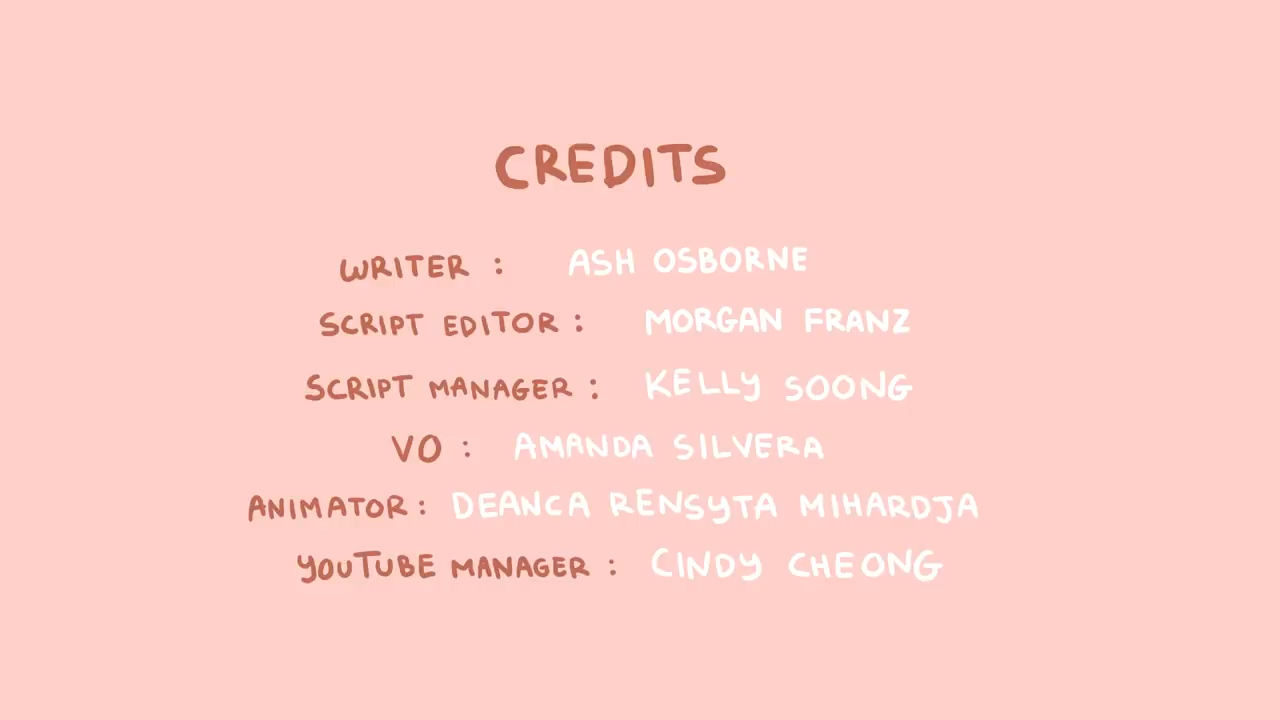 CREDITS
WRITER : ASH OSBORNE
SCRIPT EDITOR : MORGAN FRANZ
SCRIPT MANAGER : KELLY SOONG
VO : AMANDA SILVERA
ANIMATOR : DEANCA RENSYTA MIHARDJA
YOUTUBE MANAGER : CINDY CHEONG